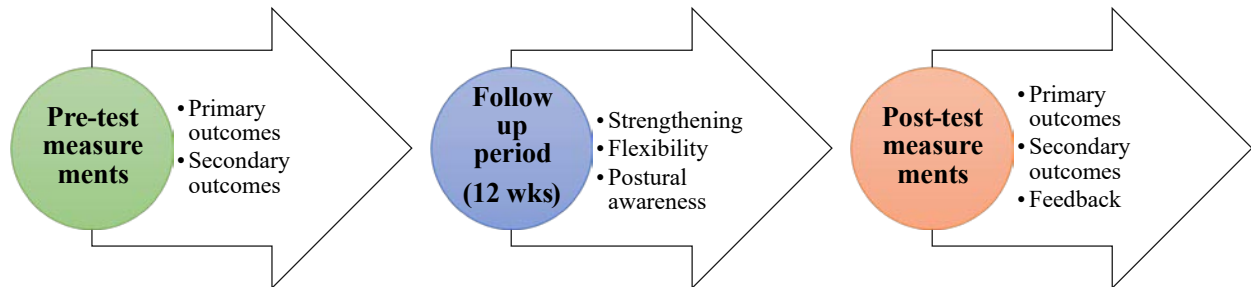 Pre-test
measure
ments
• Primary
outcomes
• Secondary
outcomes
Follow
up
period
(12 wks)
• Strengthening
• Flexibility
• Postural
awareness
Post-test
measure
ments
• Primary
outcomes
• Secondary
outcomes
• Feedback